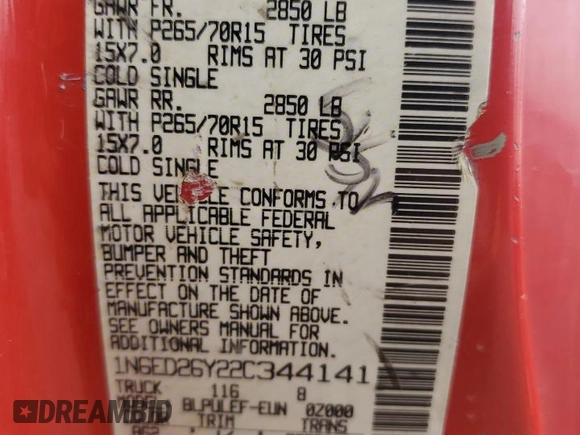 GAWR FR. 2850 LB
WITH P265/70R15 TIRES
15X7.0 RIMS AT 30 PSI
COLD SINGLE
GAWR RR. 2850 LB
WITH P265/70R15 TIRES
15X7.0 RIMS AT 30 PSI
COLD SINGLE
THIS VEHICLE CONFORMS TO
ALL APPLICABLE FEDERAL
MOTOR VEHICLE SAFETY,
BUMPER AND THEFT
PREVENTION STANDARDS IN
EFFECT ON THE DATE OF
MANUFACTURE SHOWN ABOVE.
SEE OWNERS MANUAL FOR
ADDITIONAL INFORMATION
1N6ED26Y22C344141
TRUCK 116 8
BLPULEF-EUN 0Z000
TRIM TRANS
DREAMBID